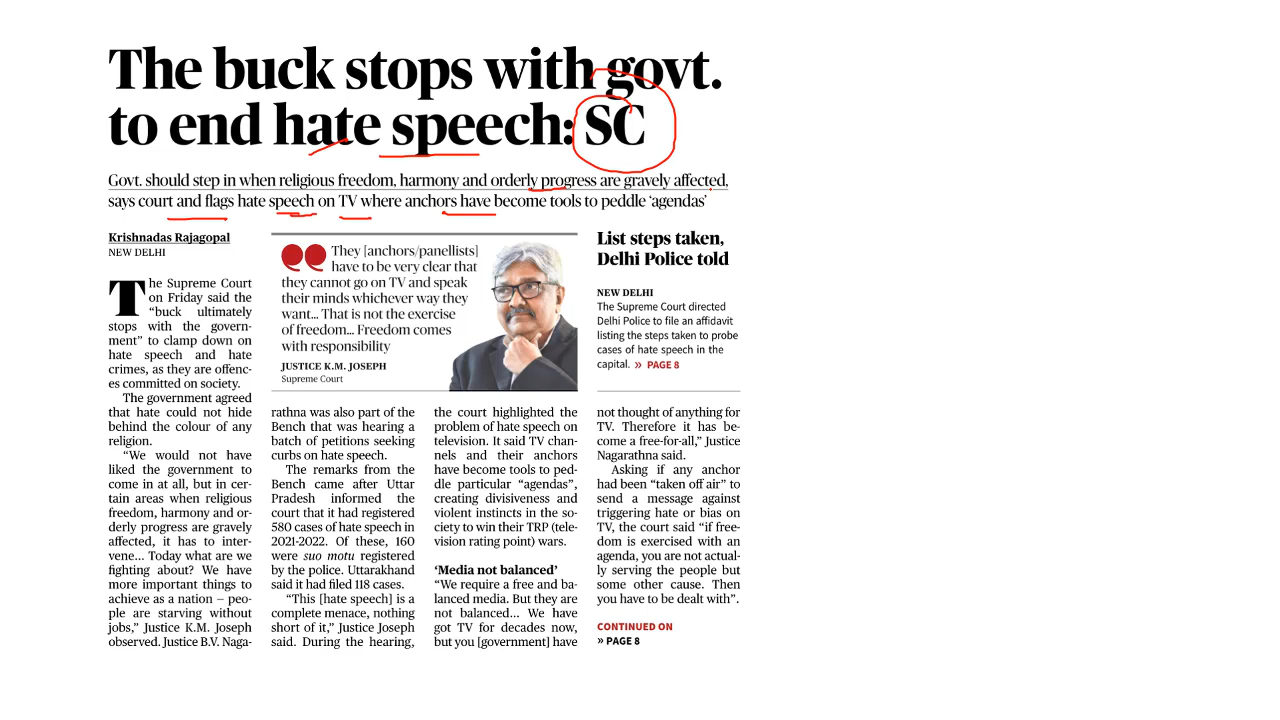 The buck stops with govt.
to end hate speech: SC
Govt. should step in when religious freedom, harmony and orderly progress are gravely affected,
says court and flags hate speech on TV where anchors have become tools to peddle ‘agendas’
Krishnadas Rajagopal
NEW DELHI
The Supreme Court
on Friday said the
“buck ultimately
stops with the govern-
ment” to clamp down on
hate speech and hate
crimes, as they are offenc-
es committed on society.
The government agreed
that hate could not hide
behind the colour of any
religion.
“We would not have
liked the government to
come in at all, but in cer-
tain areas when religious
freedom, harmony and or-
derly progress are gravely
affected, it has to inter-
vene... Today what are we
fighting about? We have
more important things to
achieve as a nation – peo-
ple are starving without
jobs,” Justice K.M. Joseph
observed. Justice B.V. Naga-
They [anchors/panellists]
have to be very clear that
they cannot go on TV and speak
their minds whichever way they
want... That is not the exercise
of freedom... Freedom comes
with responsibility
JUSTICE K.M. JOSEPH
Supreme Court
rathna was also part of the
Bench that was hearing a
batch of petitions seeking
curbs on hate speech.
The remarks from the
Bench came after Uttar
Pradesh informed the
court that it had registered
580 cases of hate speech in
2021-2022. Of these, 160
were suo motu registered
by the police. Uttarakhand
said it had filed 118 cases.
“This [hate speech] is a
complete menace, nothing
short of it,” Justice Joseph
said. During the hearing,
the court highlighted the
problem of hate speech on
television. It said TV chan-
nels and their anchors
have become tools to ped-
dle particular “agendas”,
creating divisiveness and
violent instincts in the so-
ciety to win their TRP (tele-
vision rating point) wars.
‘Media not balanced’
“We require a free and ba-
lanced media. But they are
not balanced... We have
got TV for decades now,
but you [government] have
List steps taken,
Delhi Police told
NEW DELHI
The Supreme Court directed
Delhi Police to file an affidavit
listing the steps taken to probe
cases of hate speech in the
capital. » PAGE 8
not thought of anything for
TV. Therefore it has be-
come a free-for-all,” Justice
Nagarathna said.
Asking if any anchor
had been “taken off air” to
send a message against
triggering hate or bias on
TV, the court said “if free-
dom is exercised with an
agenda, you are not actual-
ly serving the people but
some other cause. Then
you have to be dealt with”.
CONTINUED ON
» PAGE 8